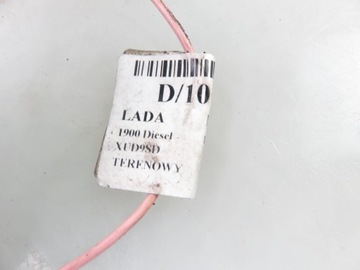 D/10
LADA
1900 Diesel
XUD9SD
TERENOWY